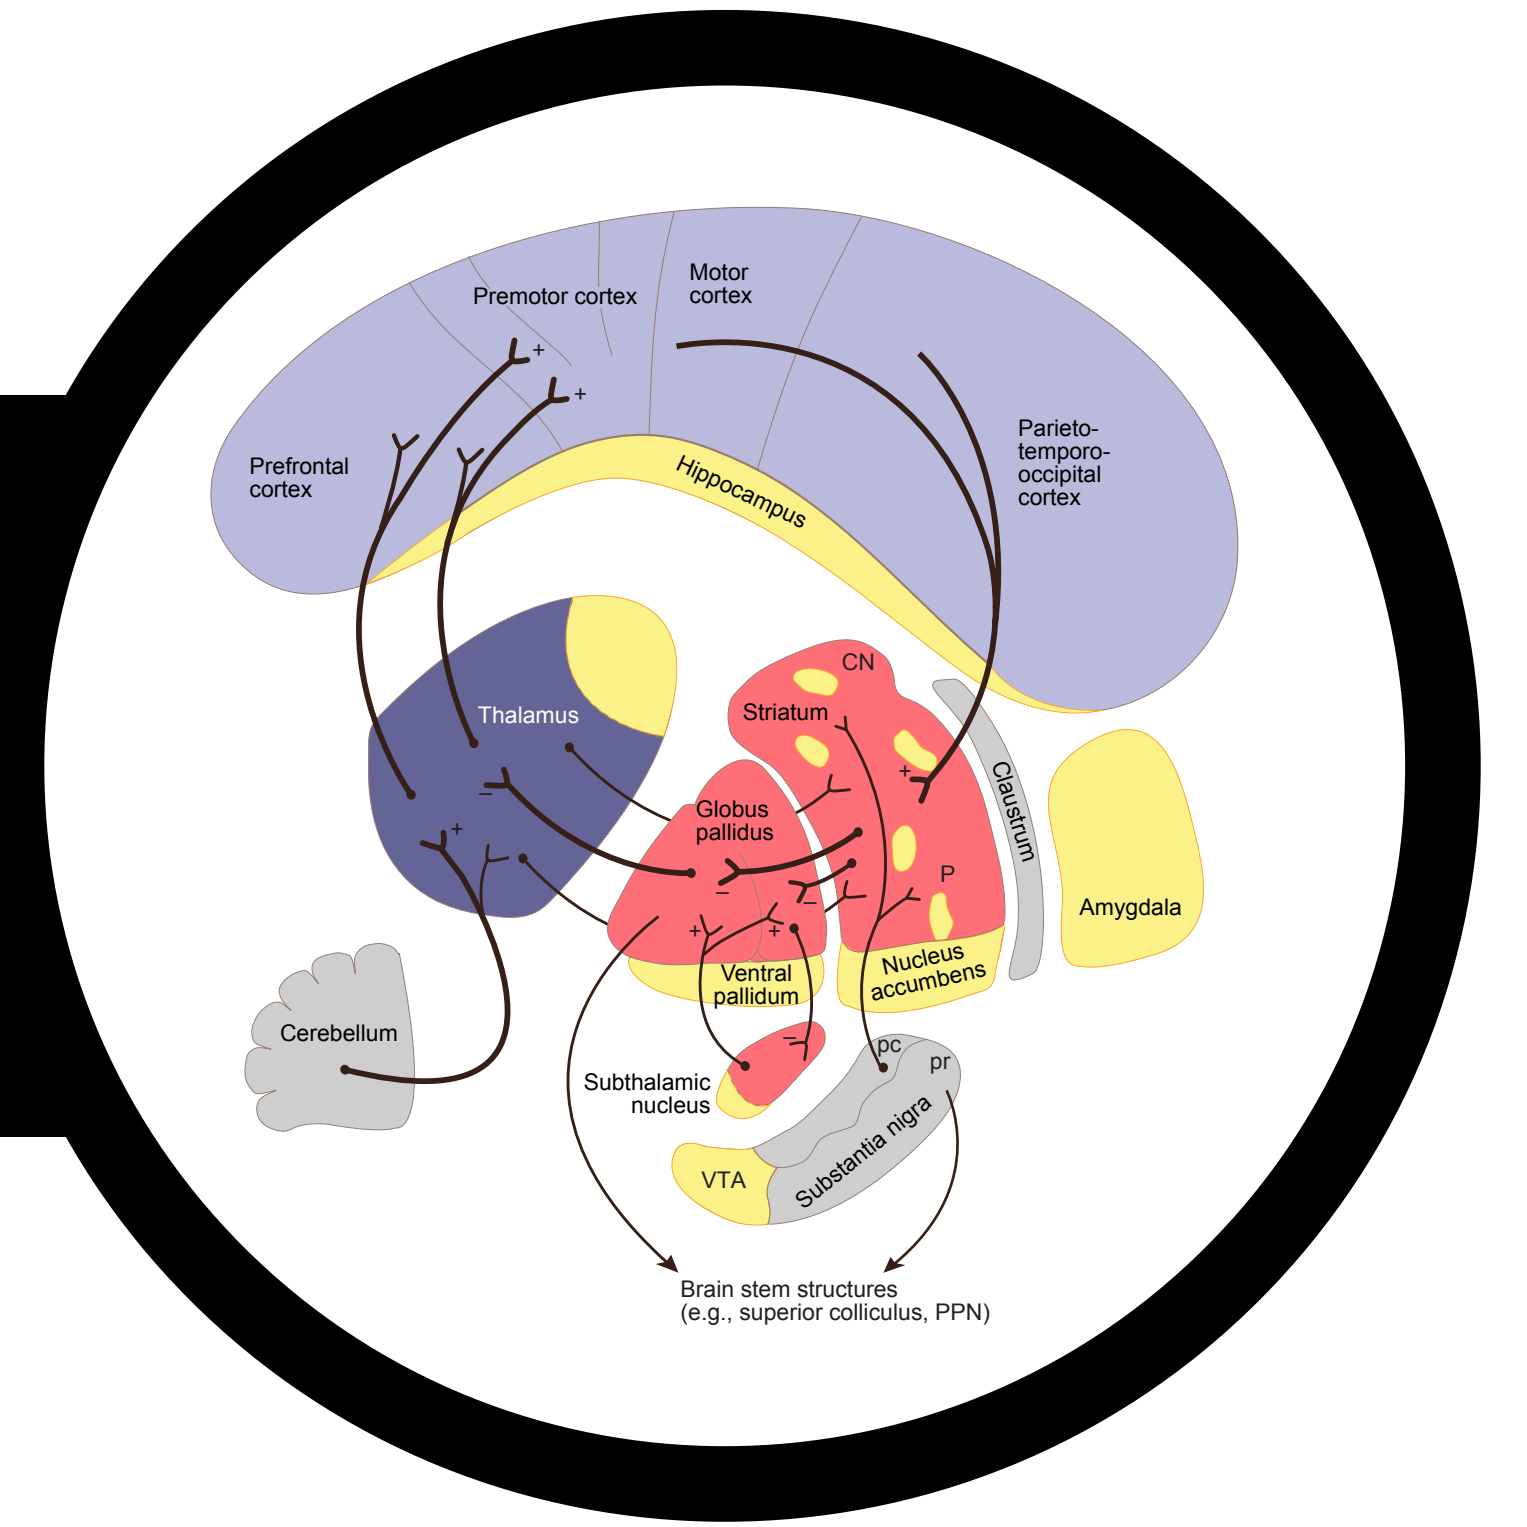 Motor
cortex
Premotor cortex
+
+
Parieto-
temporo-
occipital
cortex
Prefrontal
cortex
Hippocampus
CN
Striatum
Thalamus
+
Claustrum
–
Globus
pallidus
+
P
–
–
Amygdala
+
+
Nucleus
accumbens
Ventral
pallidum
Cerebellum
–
pc
pr
Subthalamic
nucleus
Substantia nigra
VTA
Brain stem structures
(e.g., superior colliculus, PPN)